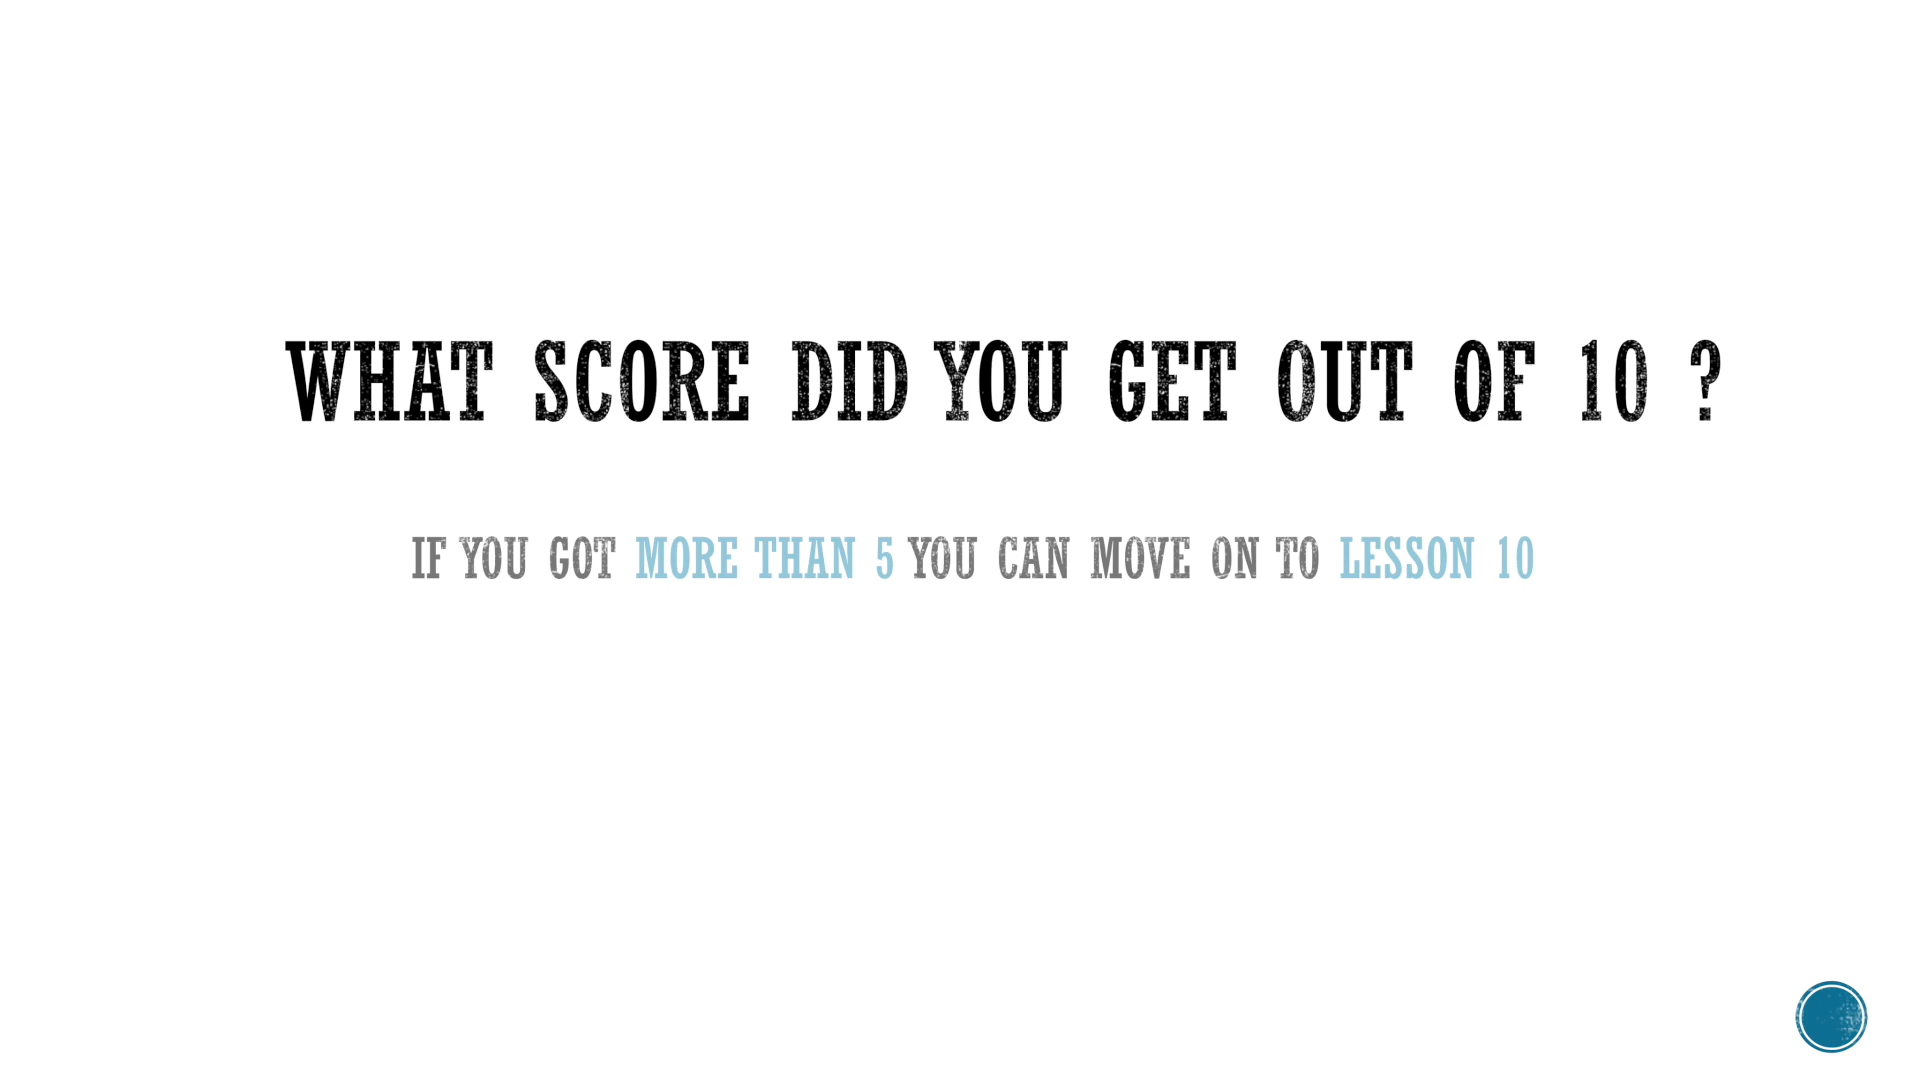 WHAT SCORE DID YOU GET OUT OF 10 ?
IF YOU GOT MORE THAN 5 YOU CAN MOVE ON TO LESSON 10